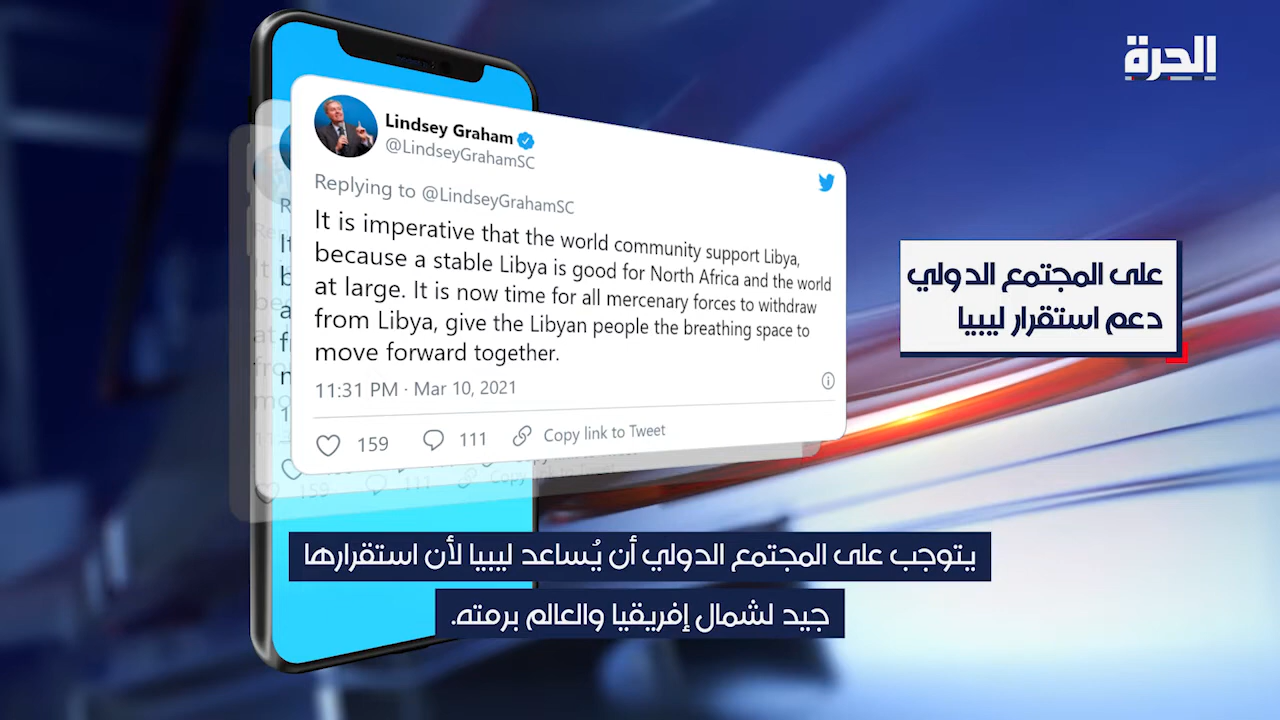 الحرة
Lindsey Graham
@LindseyGrahamSC
Replying to @LindseyGrahamSC
It is imperative that the world community support Libya,
because a stable Libya is good for North Africa and the world
at large. It is now time for all mercenary forces to withdraw
from Libya, give the Libyan people the breathing space to
move forward together.
11:31 PM · Mar 10, 2021
159 111 Copy link to Tweet
على المجتمع الدولي
دعم استقرار ليبيا
يتوجب على المجتمع الدولي أن يُساعد ليبيا لأن استقرارها
جيد لشمال إفريقيا والعالم برمته.